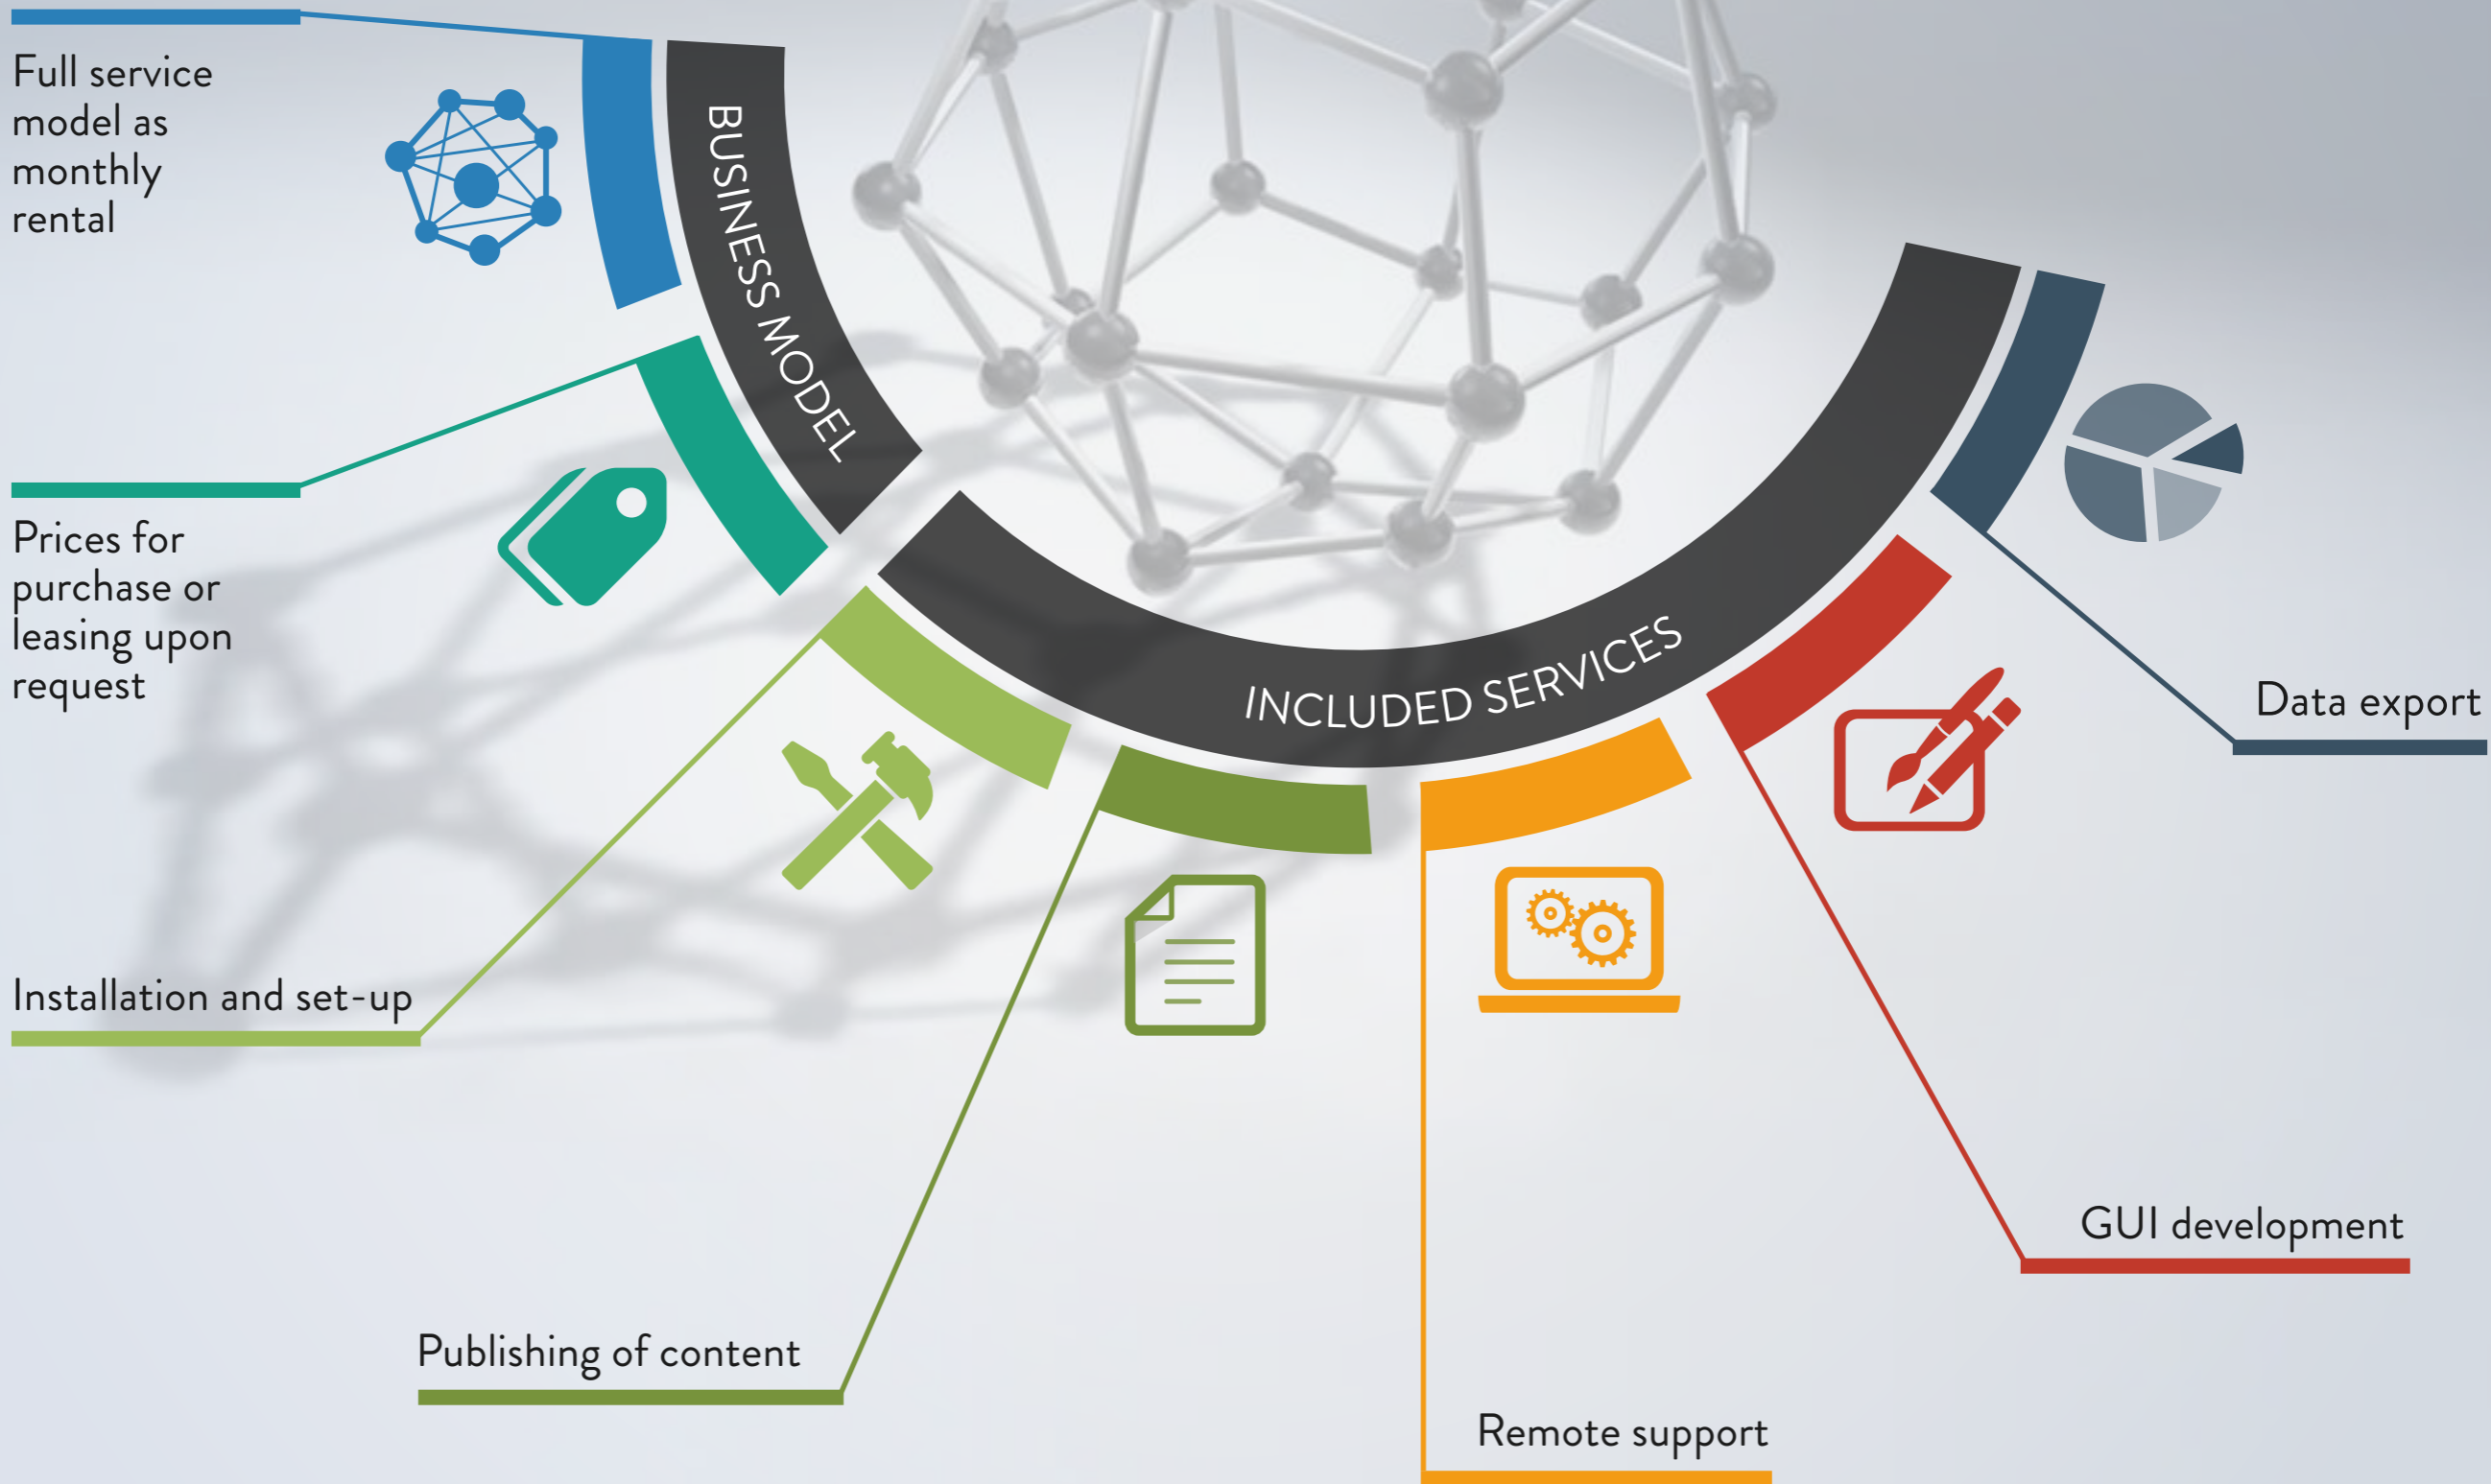 Full service
model as
monthly
rental
BUSINESS MODEL
Prices for
purchase or
leasing upon
request
INCLUDED SERVICES
Data export
Installation and set-up
GUI development
Publishing of content
Remote support